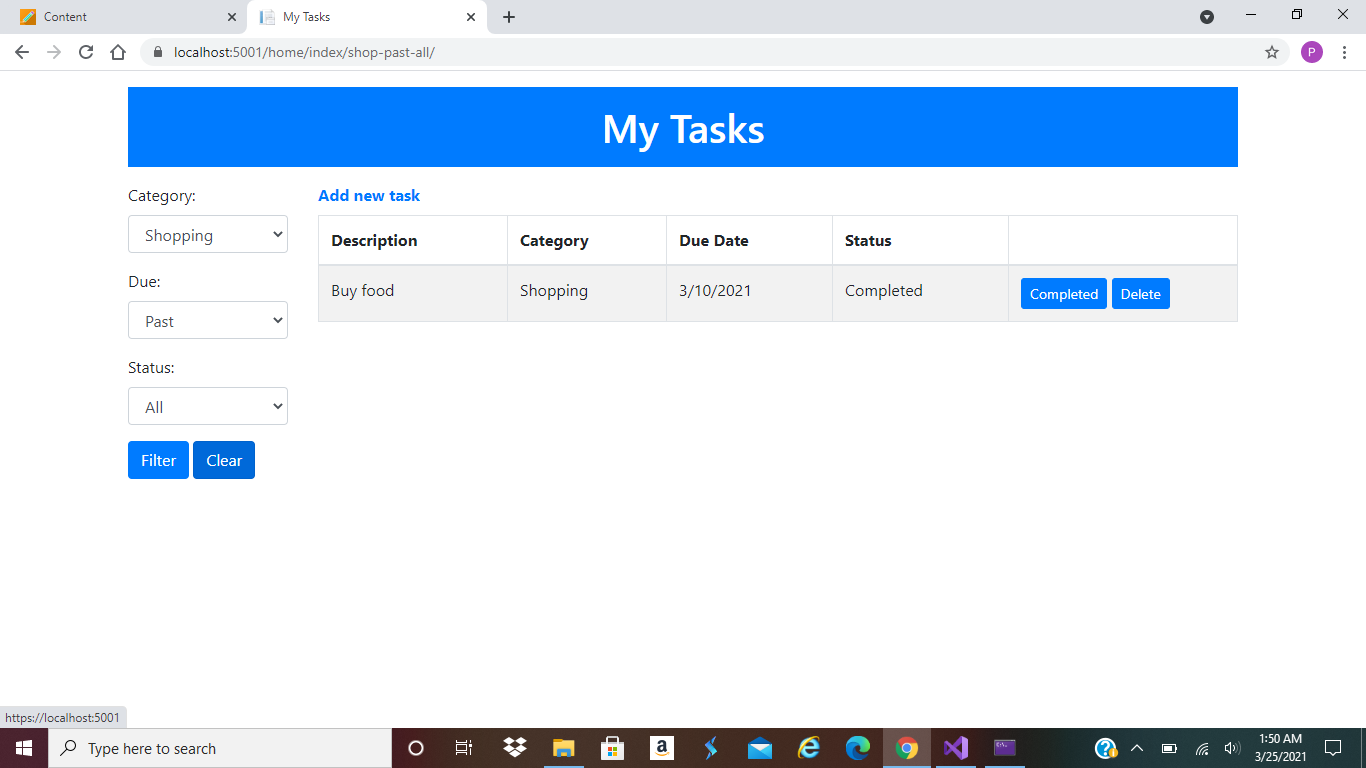 Content
My Tasks
localhost:5001/home/index/shop-past-all/
P
My Tasks
Category:
Shopping
Due:
Past
Status:
All
Filter Clear
Add new task
Description Category Due Date Status
Buy food Shopping 3/10/2021 Completed Completed Delete
https://localhost:5001
Type here to search
a
1:50 AM
3/25/2021